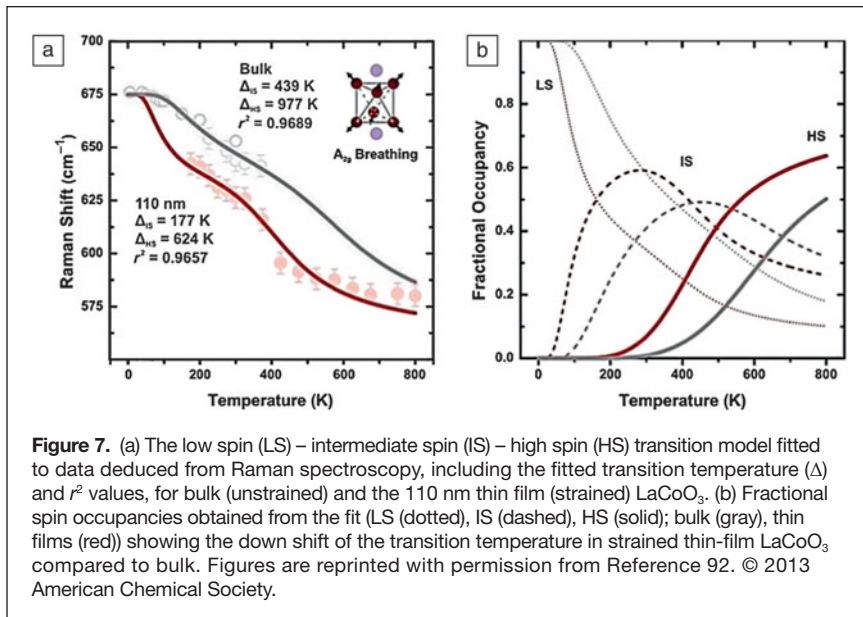 a
700
675
650
625
600
575
Raman Shift (cm⁻¹)
Bulk
Δ_IS = 439 K
Δ_HS = 977 K
r² = 0.9689
A₂g Breathing
110 nm
Δ_IS = 177 K
Δ_HS = 624 K
r² = 0.9657
0 200 400 600 800
Temperature (K)
b
0.8
0.6
0.4
0.2
0.0
Fractional Occupancy
LS
IS
HS
0 200 400 600 800
Temperature (K)
Figure 7. (a) The low spin (LS) – intermediate spin (IS) – high spin (HS) transition model fitted
to data deduced from Raman spectroscopy, including the fitted transition temperature (Δ)
and r² values, for bulk (unstrained) and the 110 nm thin film (strained) LaCoO₃. (b) Fractional
spin occupancies obtained from the fit (LS (dotted), IS (dashed), HS (solid); bulk (gray), thin
films (red)) showing the down shift of the transition temperature in strained thin-film LaCoO₃
compared to bulk. Figures are reprinted with permission from Reference 92. © 2013
American Chemical Society.